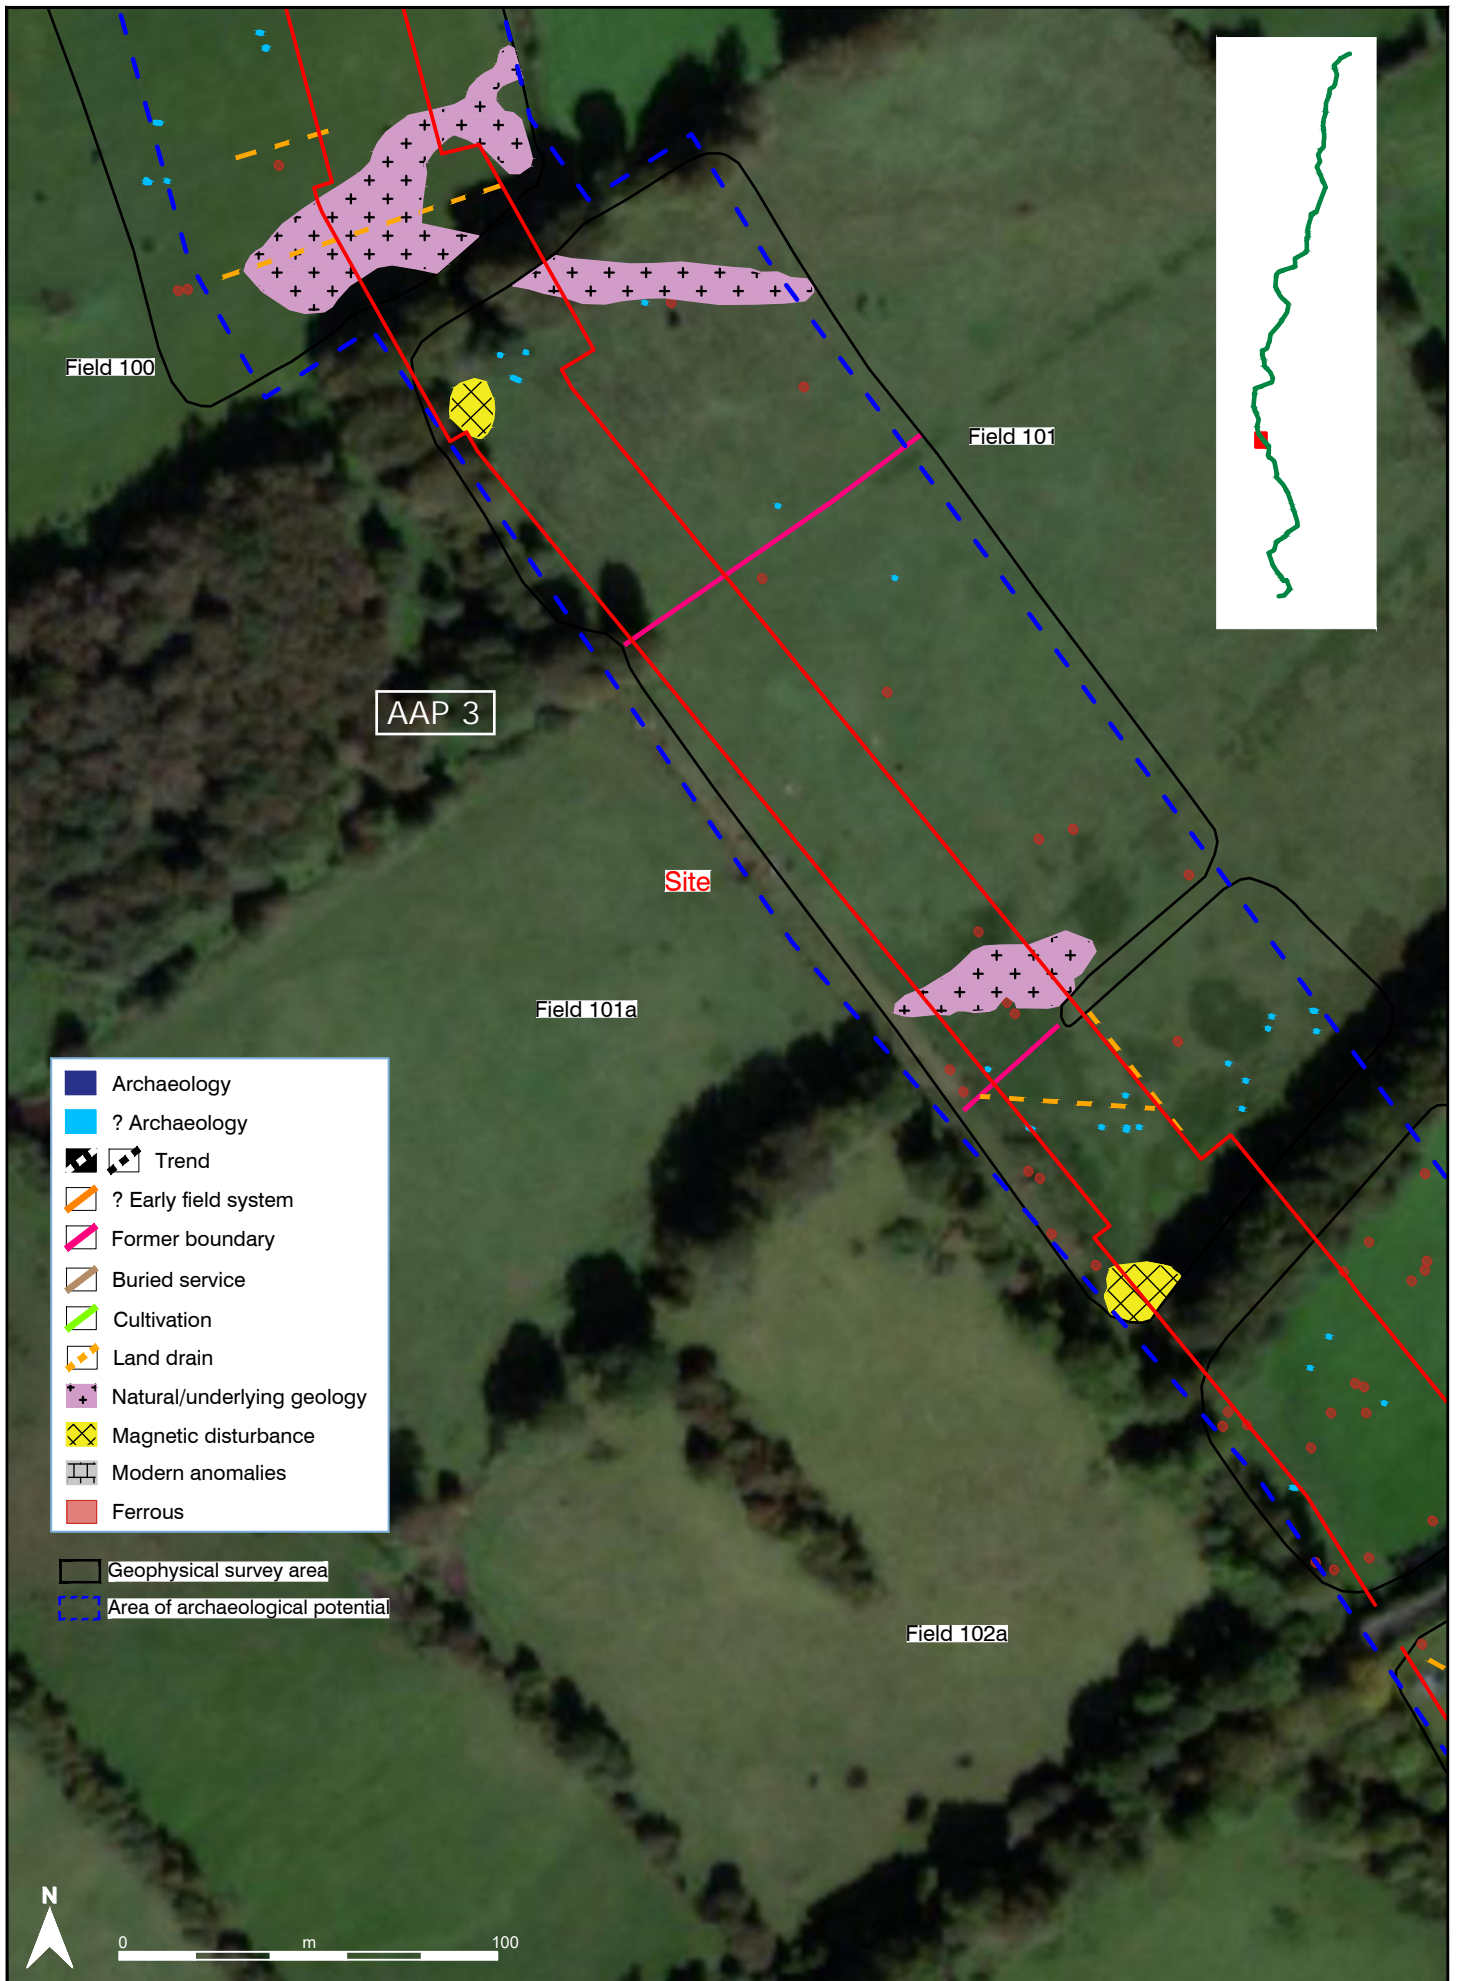 Field 100
Field 101
AAP 3
Site
Field 101a
Archaeology
? Archaeology
Trend
? Early field system
Former boundary
Buried service
Cultivation
Land drain
Natural/underlying geology
Magnetic disturbance
Modern anomalies
Ferrous
Geophysical survey area
Area of archaeological potential
Field 102a
N
0 m 100